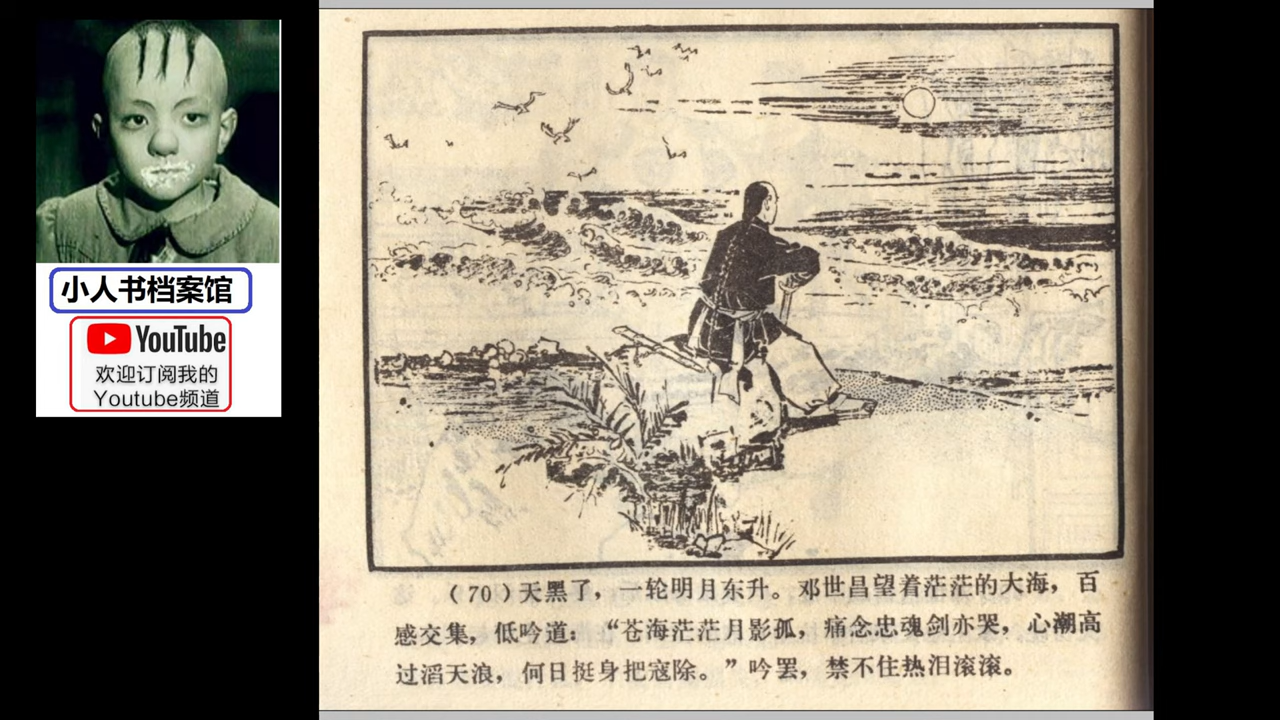 小人书档案馆
YouTube
欢迎订阅我的
Youtube频道
（70）天黑了，一轮明月东升。邓世昌望着茫茫的大海，百
感交集，低吟道：“苍海茫茫月影孤，痛念忠魂剑亦哭，心潮高
过滔天浪，何日挺身把寇除。”吟罢，禁不住热泪滚滚。